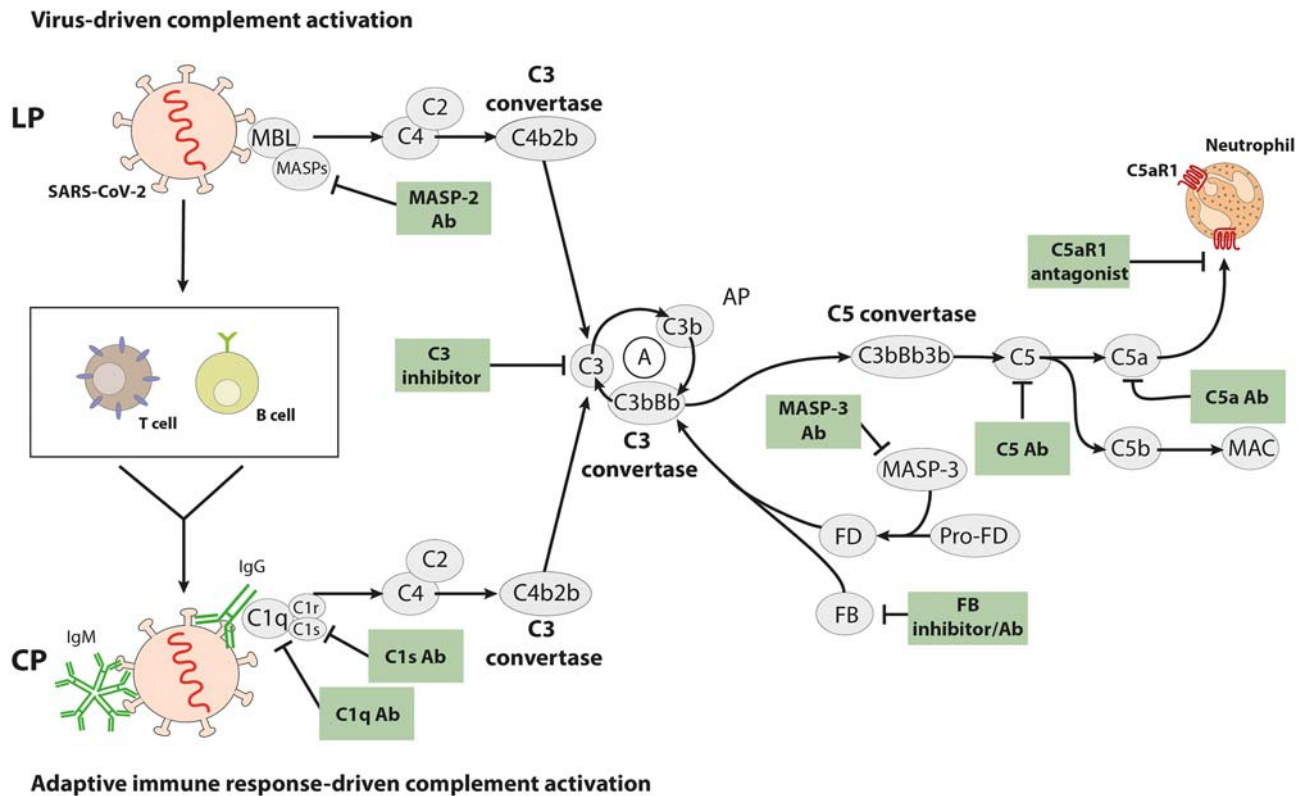 Virus-driven complement activation
LP
SARS-CoV-2
MBL
MASPs
C4
C2
C3
convertase
C4b2b
MASP-2
Ab
T cell
B cell
C3
inhibitor
C3
C3b
A
AP
C3bBb
C3
convertase
C5 convertase
C3bBb3b
C5
C5a
C5b
MAC
Neutrophil
C5aR1
C5aR1
antagonist
C5a Ab
C5 Ab
MASP-3
Ab
MASP-3
FD
Pro-FD
FB
FB
inhibitor/Ab
CP
IgM
IgG
C1q
C1r
C1s
C4
C2
C4b2b
C3
convertase
C1s Ab
C1q Ab
Adaptive immune response-driven complement activation